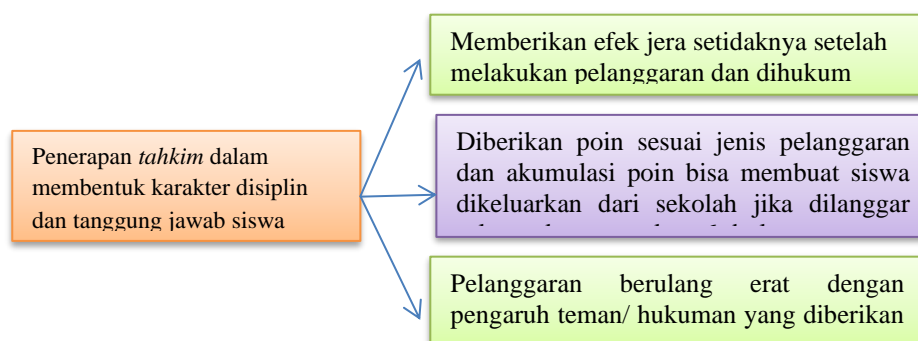 Penerapan tahkim dalam
membentuk karakter disiplin
dan tanggung jawab siswa
Memberikan efek jera setidaknya setelah
melakukan pelanggaran dan dihukum
Diberikan poin sesuai jenis pelanggaran
dan akumulasi poin bisa membuat siswa
dikeluarkan dari sekolah jika dilanggar
Pelanggaran berulang erat dengan
pengaruh teman/ hukuman yang diberikan